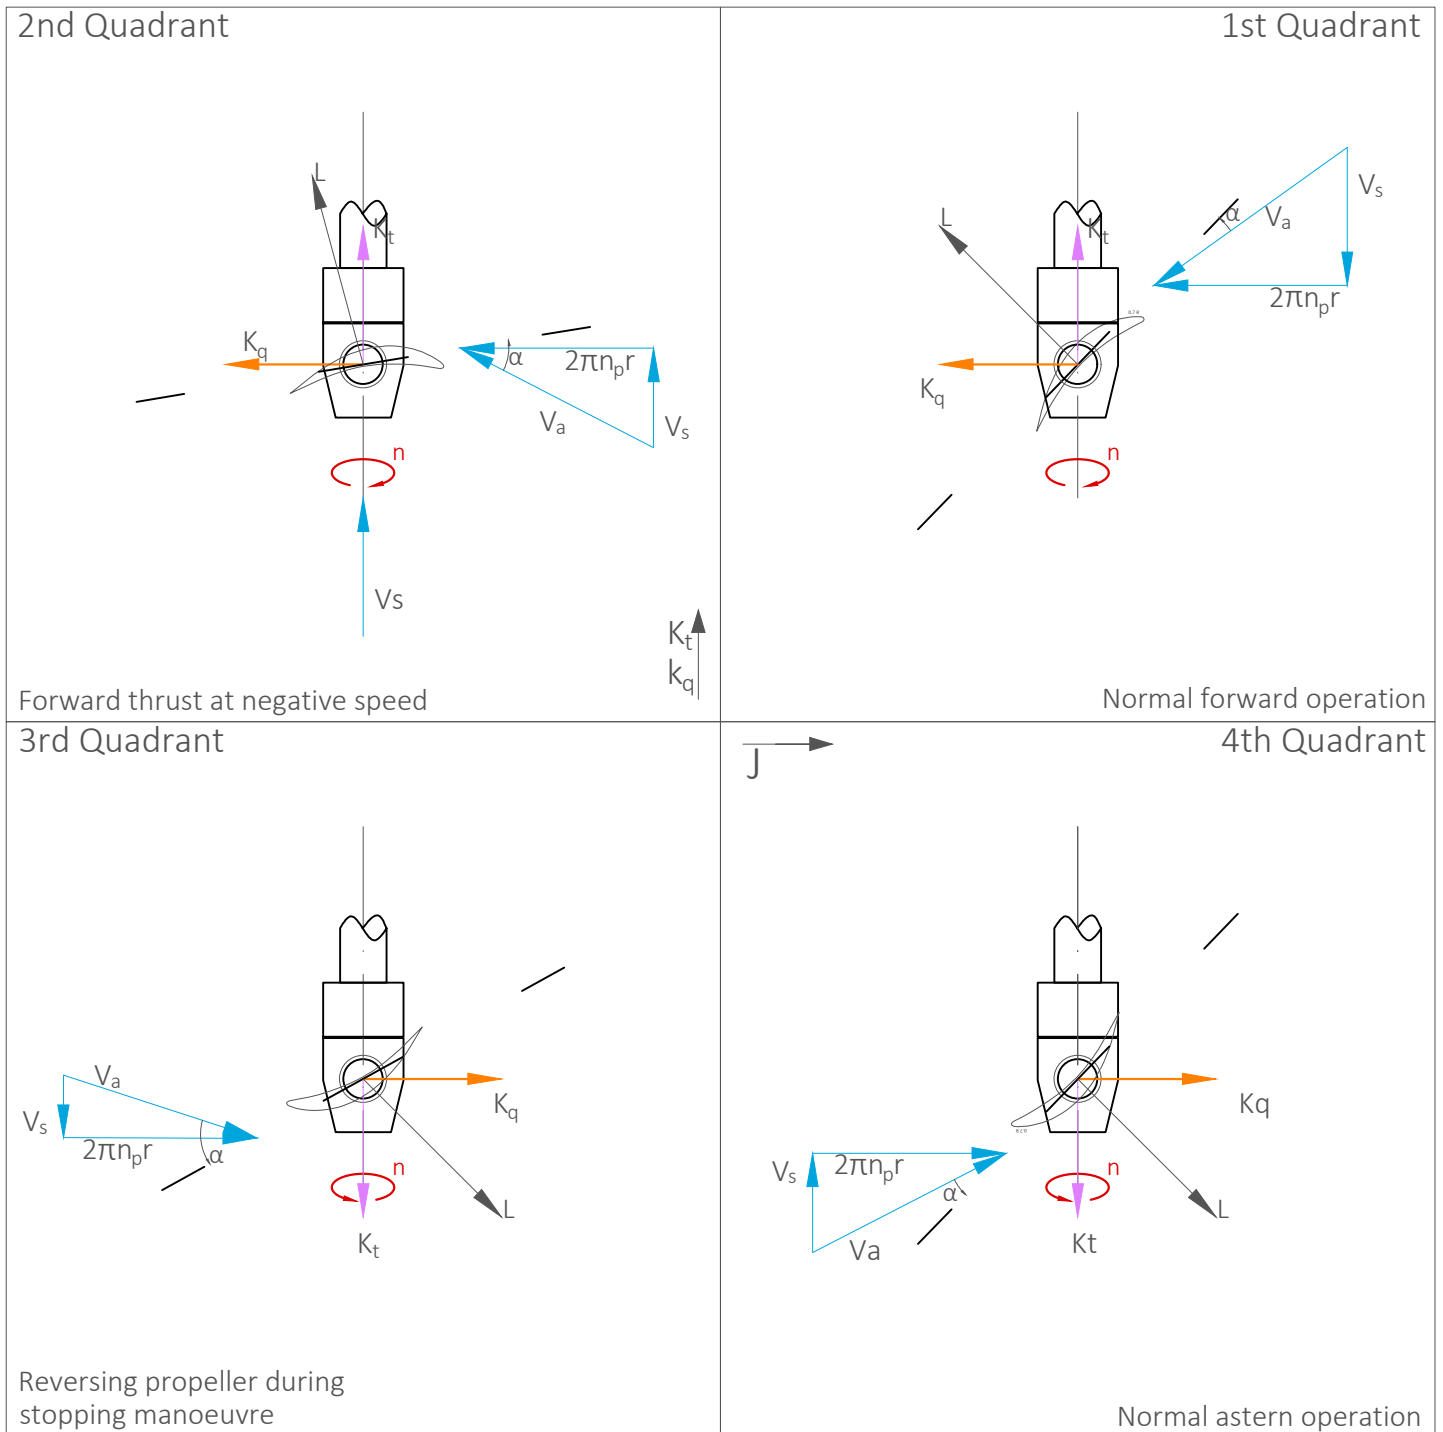 2nd Quadrant
L
Kt
Kq
α
2πnpr
Va
Vs
n
Vs
Kt
kq
Forward thrust at negative speed
1st Quadrant
L
Kt
α
Va
Vs
2πnpr
Kq
n
Normal forward operation
3rd Quadrant
Va
Vs
2πnpr
α
Kq
n
L
Kt
Reversing propeller during
stopping manoeuvre
J
4th Quadrant
Kq
Vs
2πnpr
α
Va
n
L
Kt
Normal astern operation